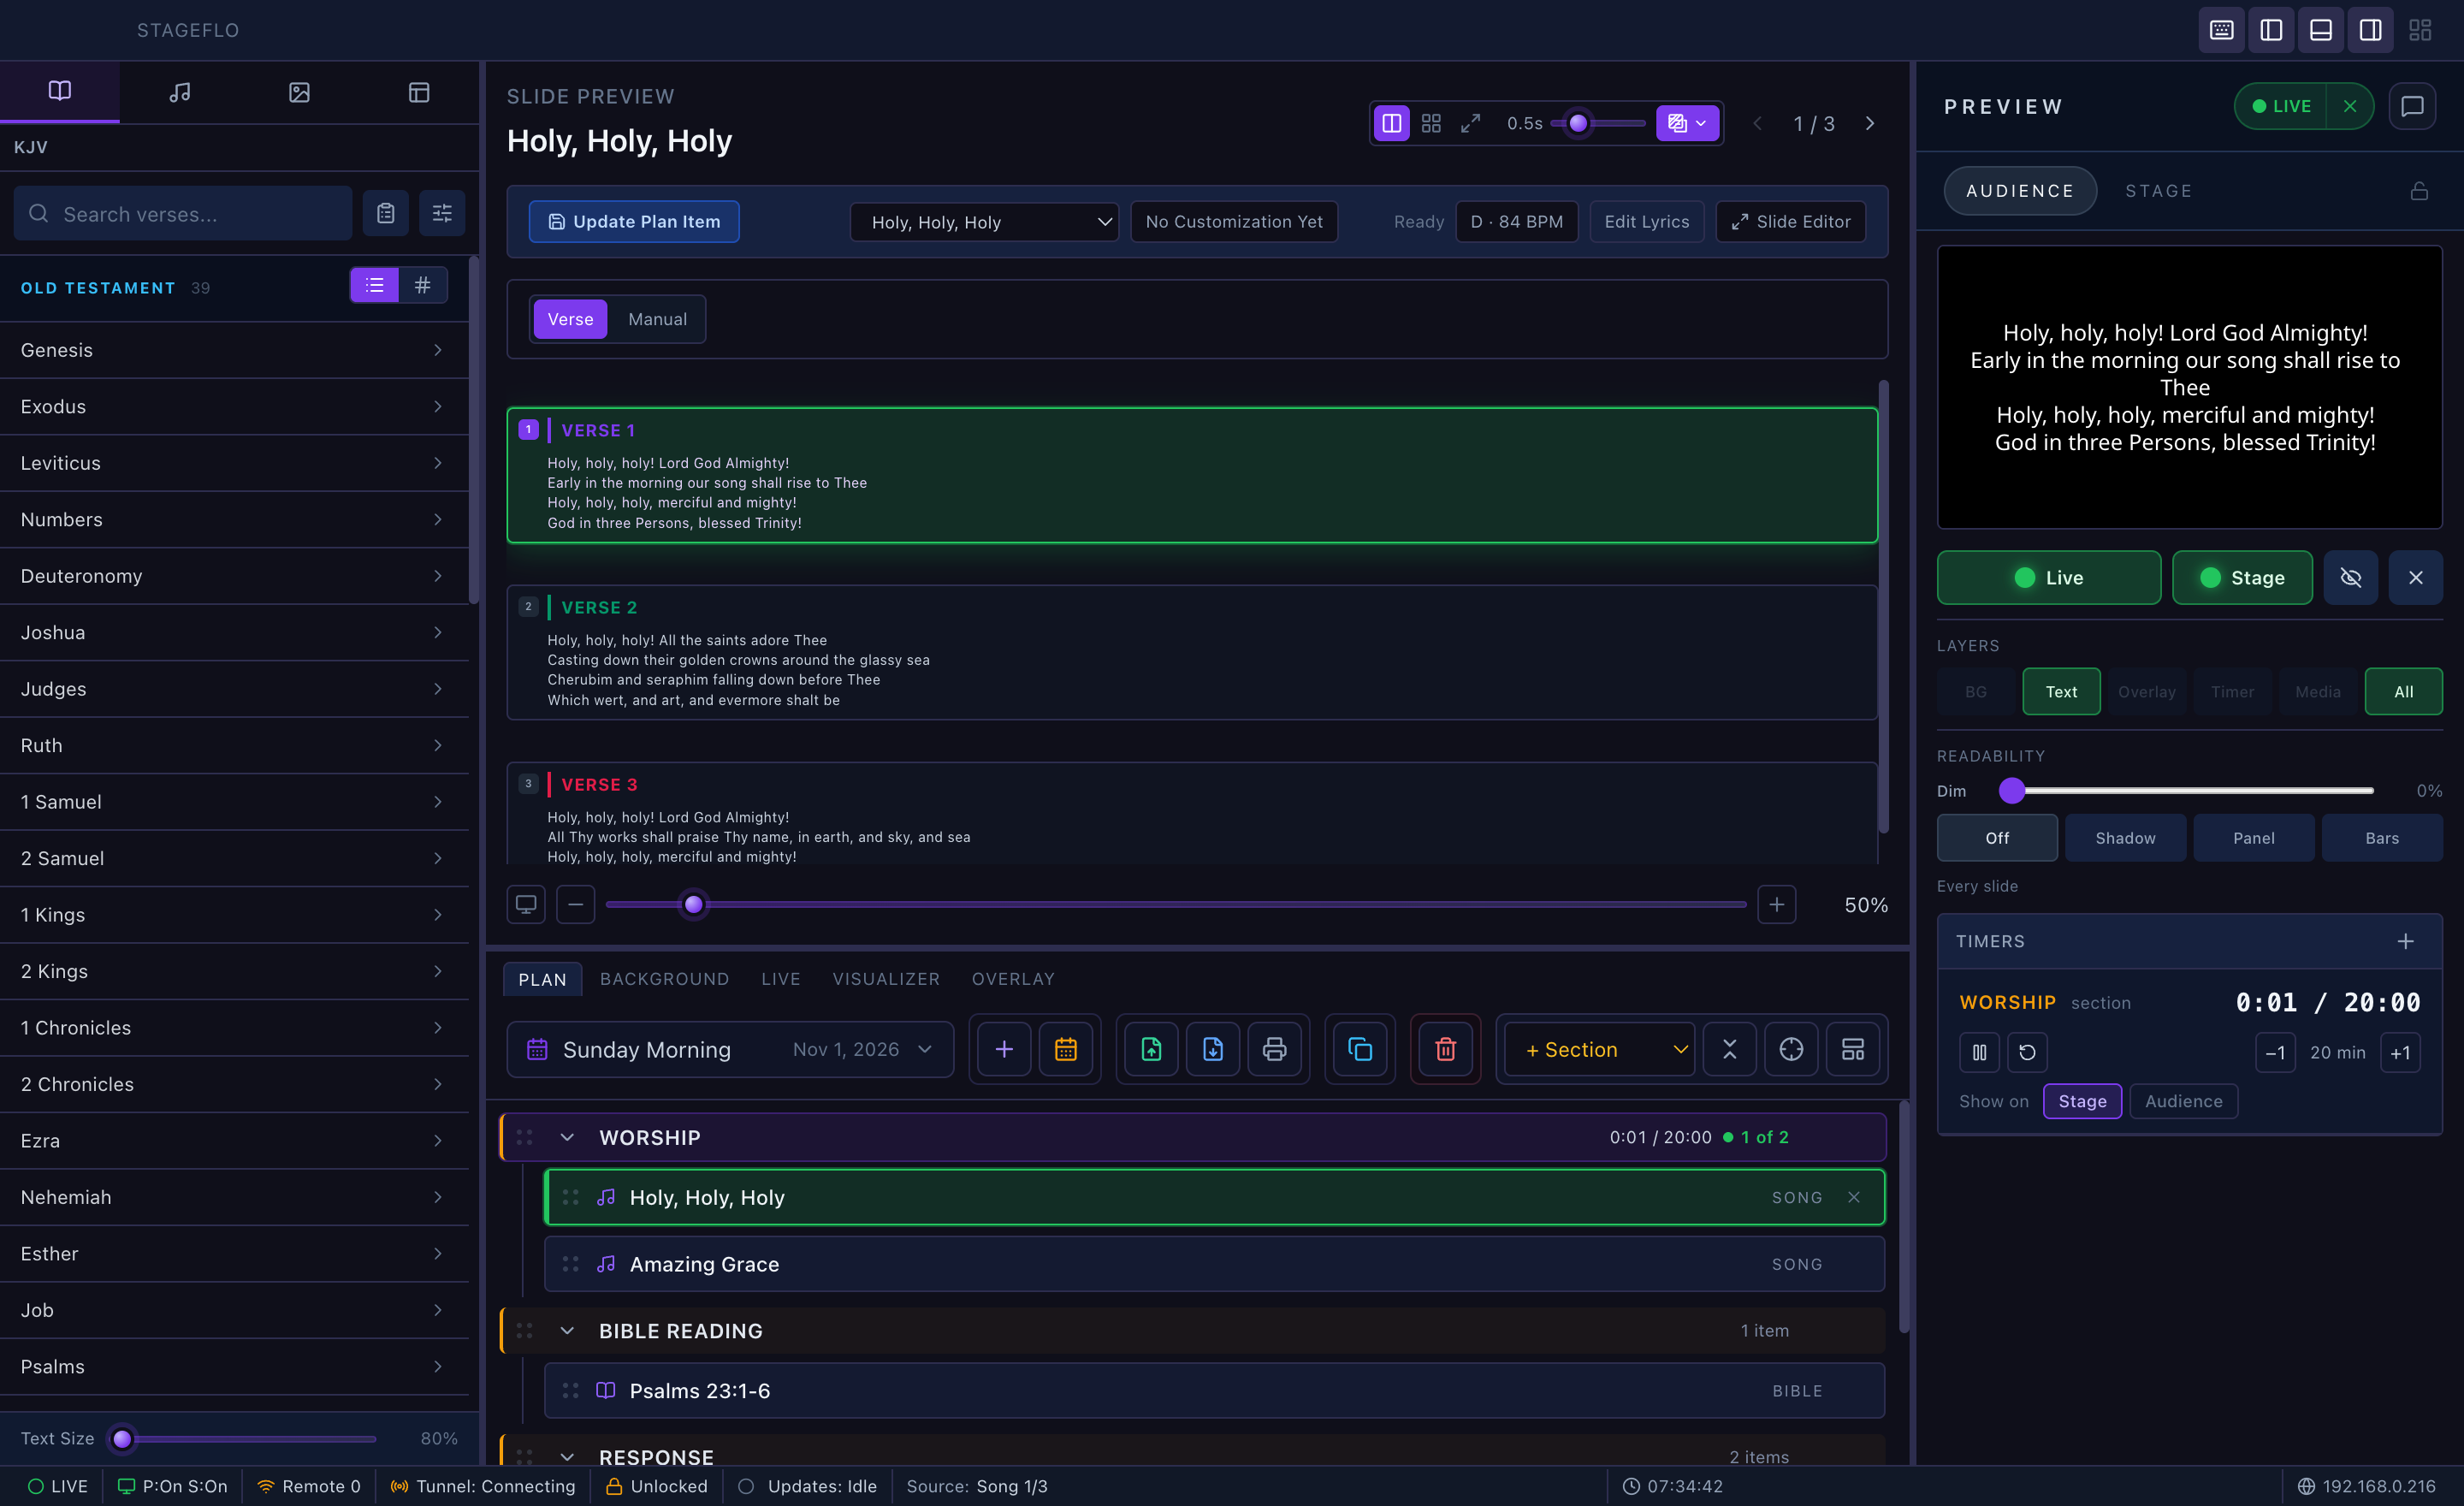 STAGEFLO
KJV
Search verses...
OLD TESTAMENT 39
Genesis
Exodus
Leviticus
Numbers
Deuteronomy
Joshua
Judges
Ruth
1 Samuel
2 Samuel
1 Kings
2 Kings
1 Chronicles
2 Chronicles
Ezra
Nehemiah
Esther
Job
Psalms
Text Size 80%
SLIDE PREVIEW
Holy, Holy, Holy
0.5s
1 / 3
Update Plan Item
Holy, Holy, Holy
No Customization Yet
Ready
D · 84 BPM
Edit Lyrics
Slide Editor
Verse
Manual
1 VERSE 1
Holy, holy, holy! Lord God Almighty!
Early in the morning our song shall rise to Thee
Holy, holy, holy, merciful and mighty!
God in three Persons, blessed Trinity!
2 VERSE 2
Holy, holy, holy! All the saints adore Thee
Casting down their golden crowns around the glassy sea
Cherubim and seraphim falling down before Thee
Which wert, and art, and evermore shalt be
3 VERSE 3
Holy, holy, holy! Lord God Almighty!
All Thy works shall praise Thy name, in earth, and sky, and sea
Holy, holy, holy, merciful and mighty!
50%
PLAN BACKGROUND LIVE VISUALIZER OVERLAY
Sunday Morning Nov 1, 2026
+ Section
WORSHIP 0:01 / 20:00 1 of 2
Holy, Holy, Holy SONG
Amazing Grace SONG
BIBLE READING 1 item
Psalms 23:1-6 BIBLE
RESPONSE 2 items
PREVIEW
LIVE
AUDIENCE STAGE
Holy, holy, holy! Lord God Almighty!
Early in the morning our song shall rise to
Thee
Holy, holy, holy, merciful and mighty!
God in three Persons, blessed Trinity!
Live
Stage
LAYERS
BG Text Overlay Timer Media All
READABILITY
Dim 0%
Off Shadow Panel Bars
Every slide
TIMERS
WORSHIP section 0:01 / 20:00
−1 20 min +1
Show on Stage Audience
LIVE P:On S:On Remote 0 Tunnel: Connecting Unlocked Updates: Idle Source: Song 1/3 07:34:42 192.168.0.216